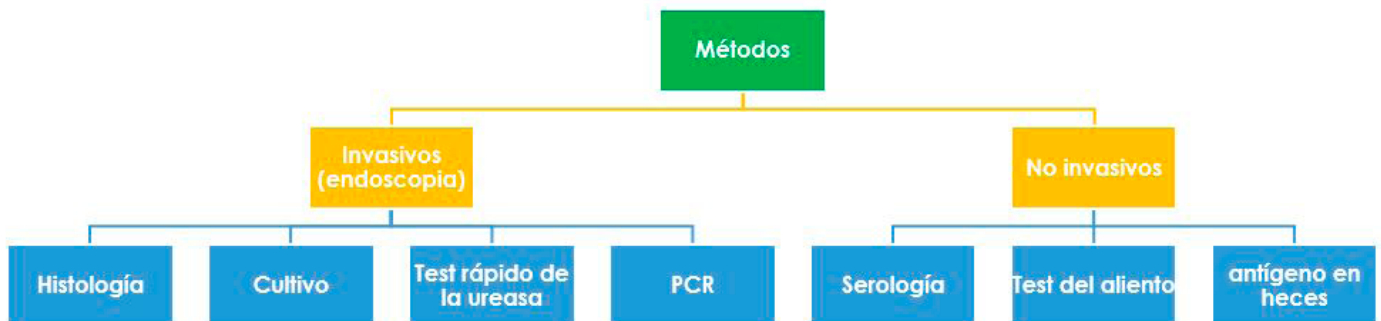 Métodos
Invasivos
(endoscopia)
No invasivos
Histología
Cultivo
Test rápido de
la ureasa
PCR
Serología
Test del aliento
antígeno en
heces